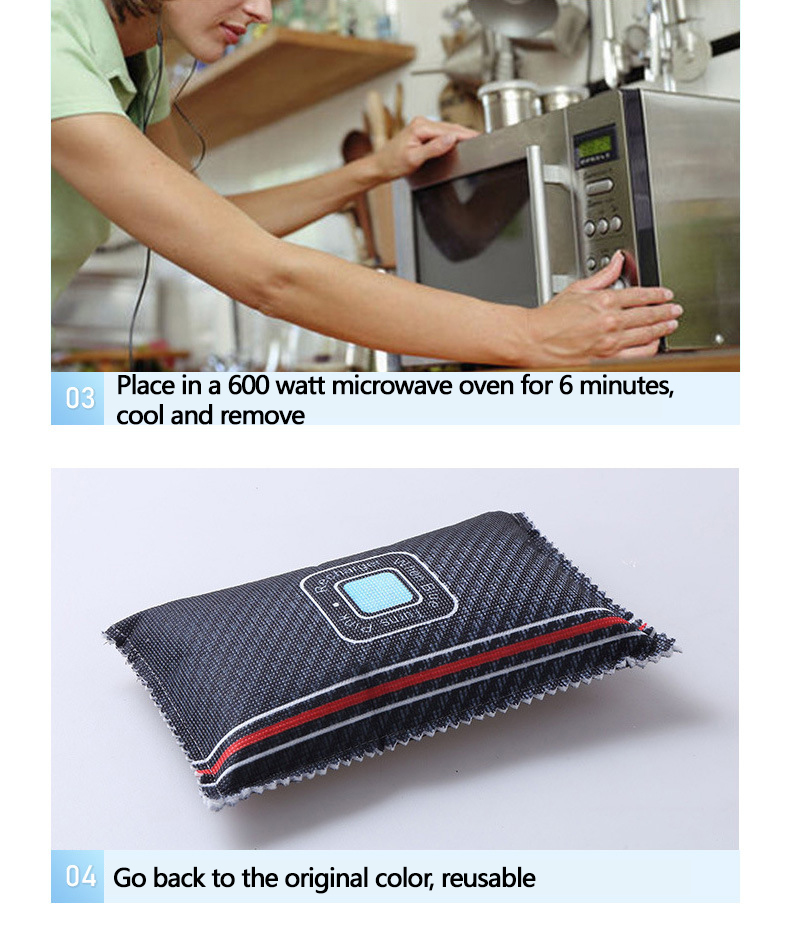 03
Place in a 600 watt microwave oven for 6 minutes,
cool and remove
Recharger
04
Go back to the original color, reusable